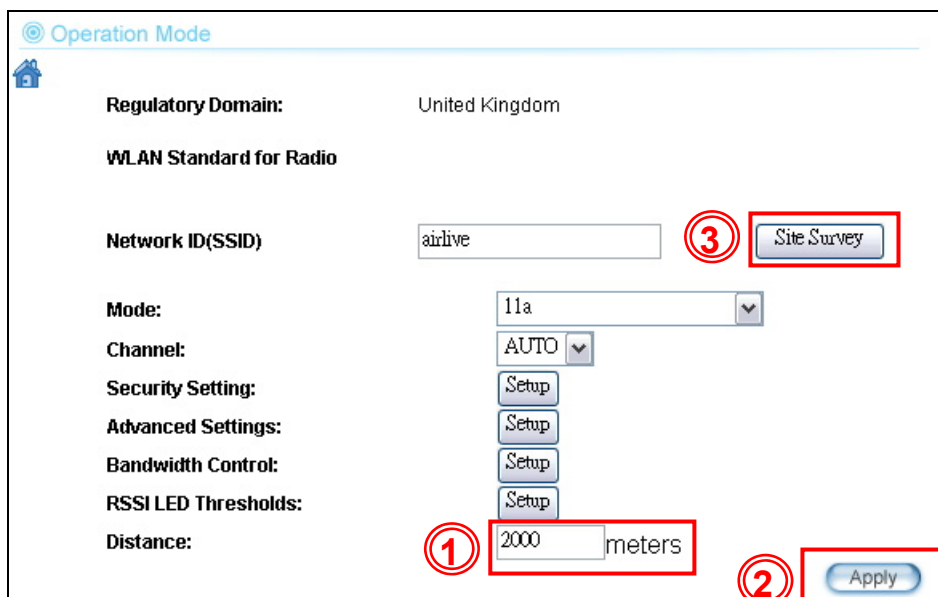 Operation Mode
Regulatory Domain: United Kingdom
WLAN Standard for Radio
Network ID(SSID) airlive 3 Site Survey
Mode: 11a
Channel: AUTO
Security Setting: Setup
Advanced Settings: Setup
Bandwidth Control: Setup
RSSI LED Thresholds: Setup
Distance: 1 2000 meters
2 Apply